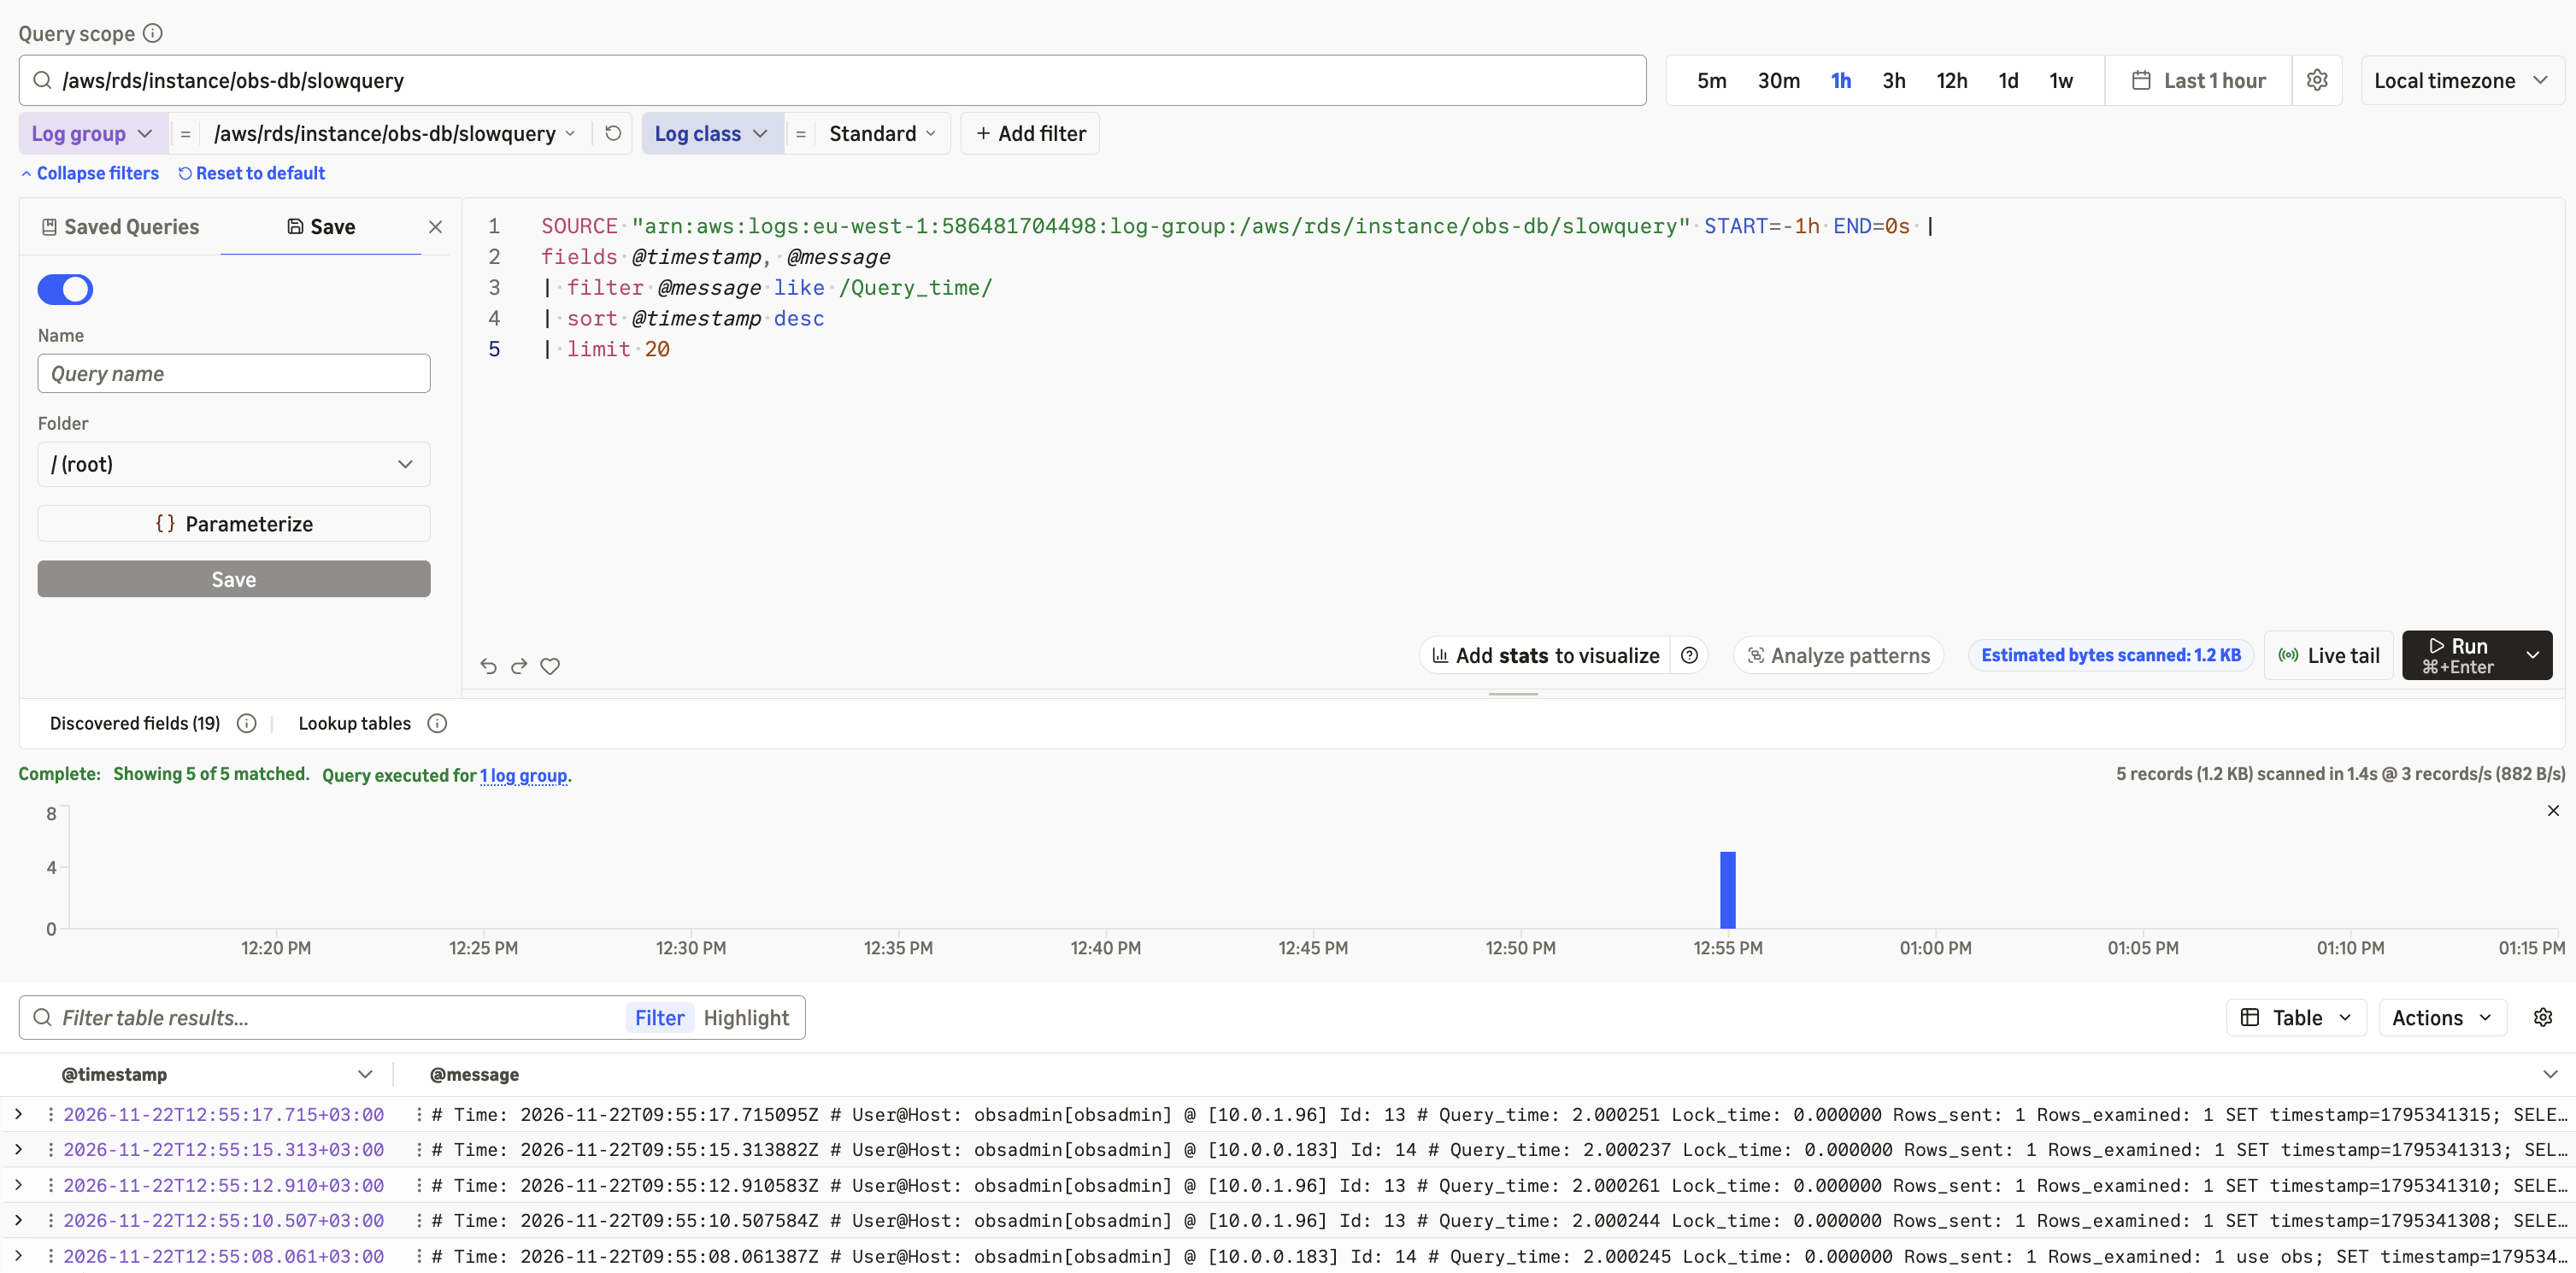 Query scope
/aws/rds/instance/obs-db/slowquery
5m 30m 1h 3h 12h 1d 1w Last 1 hour Local timezone
Log group = /aws/rds/instance/obs-db/slowquery Log class = Standard + Add filter
Collapse filters Reset to default
Saved Queries Save
Name
Query name
Folder
/ (root)
{} Parameterize
Save
1 SOURCE "arn:aws:logs:eu-west-1:586481704498:log-group:/aws/rds/instance/obs-db/slowquery" START=-1h END=0s |
2 fields @timestamp, @message
3 | filter @message like /Query_time/
4 | sort @timestamp desc
5 | limit 20
Add stats to visualize Analyze patterns Estimated bytes scanned: 1.2 KB Live tail Run
⌘+Enter
Discovered fields (19) Lookup tables
Complete: Showing 5 of 5 matched. Query executed for 1 log group. 5 records (1.2 KB) scanned in 1.4s @ 3 records/s (882 B/s)
8
4
0
12:20 PM 12:25 PM 12:30 PM 12:35 PM 12:40 PM 12:45 PM 12:50 PM 12:55 PM 01:00 PM 01:05 PM 01:10 PM 01:15 PM
Filter table results... Filter Highlight Table Actions
@timestamp @message
2026-11-22T12:55:17.715+03:00 # Time: 2026-11-22T09:55:17.715095Z # User@Host: obsadmin[obsadmin] @ [10.0.1.96] Id: 13 # Query_time: 2.000251 Lock_time: 0.000000 Rows_sent: 1 Rows_examined: 1 SET timestamp=1795341315; SELE…
2026-11-22T12:55:15.313+03:00 # Time: 2026-11-22T09:55:15.313882Z # User@Host: obsadmin[obsadmin] @ [10.0.0.183] Id: 14 # Query_time: 2.000237 Lock_time: 0.000000 Rows_sent: 1 Rows_examined: 1 SET timestamp=1795341313; SEL…
2026-11-22T12:55:12.910+03:00 # Time: 2026-11-22T09:55:12.910583Z # User@Host: obsadmin[obsadmin] @ [10.0.1.96] Id: 13 # Query_time: 2.000261 Lock_time: 0.000000 Rows_sent: 1 Rows_examined: 1 SET timestamp=1795341310; SELE…
2026-11-22T12:55:10.507+03:00 # Time: 2026-11-22T09:55:10.507584Z # User@Host: obsadmin[obsadmin] @ [10.0.1.96] Id: 13 # Query_time: 2.000244 Lock_time: 0.000000 Rows_sent: 1 Rows_examined: 1 SET timestamp=1795341308; SELE…
2026-11-22T12:55:08.061+03:00 # Time: 2026-11-22T09:55:08.061387Z # User@Host: obsadmin[obsadmin] @ [10.0.0.183] Id: 14 # Query_time: 2.000245 Lock_time: 0.000000 Rows_sent: 1 Rows_examined: 1 use obs; SET timestamp=179534…